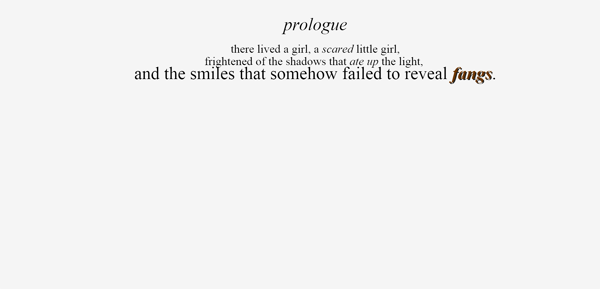 prologue
there lived a girl, a scared little girl,
frightened of the shadows that ate up the light,
and the smiles that somehow failed to reveal fangs.